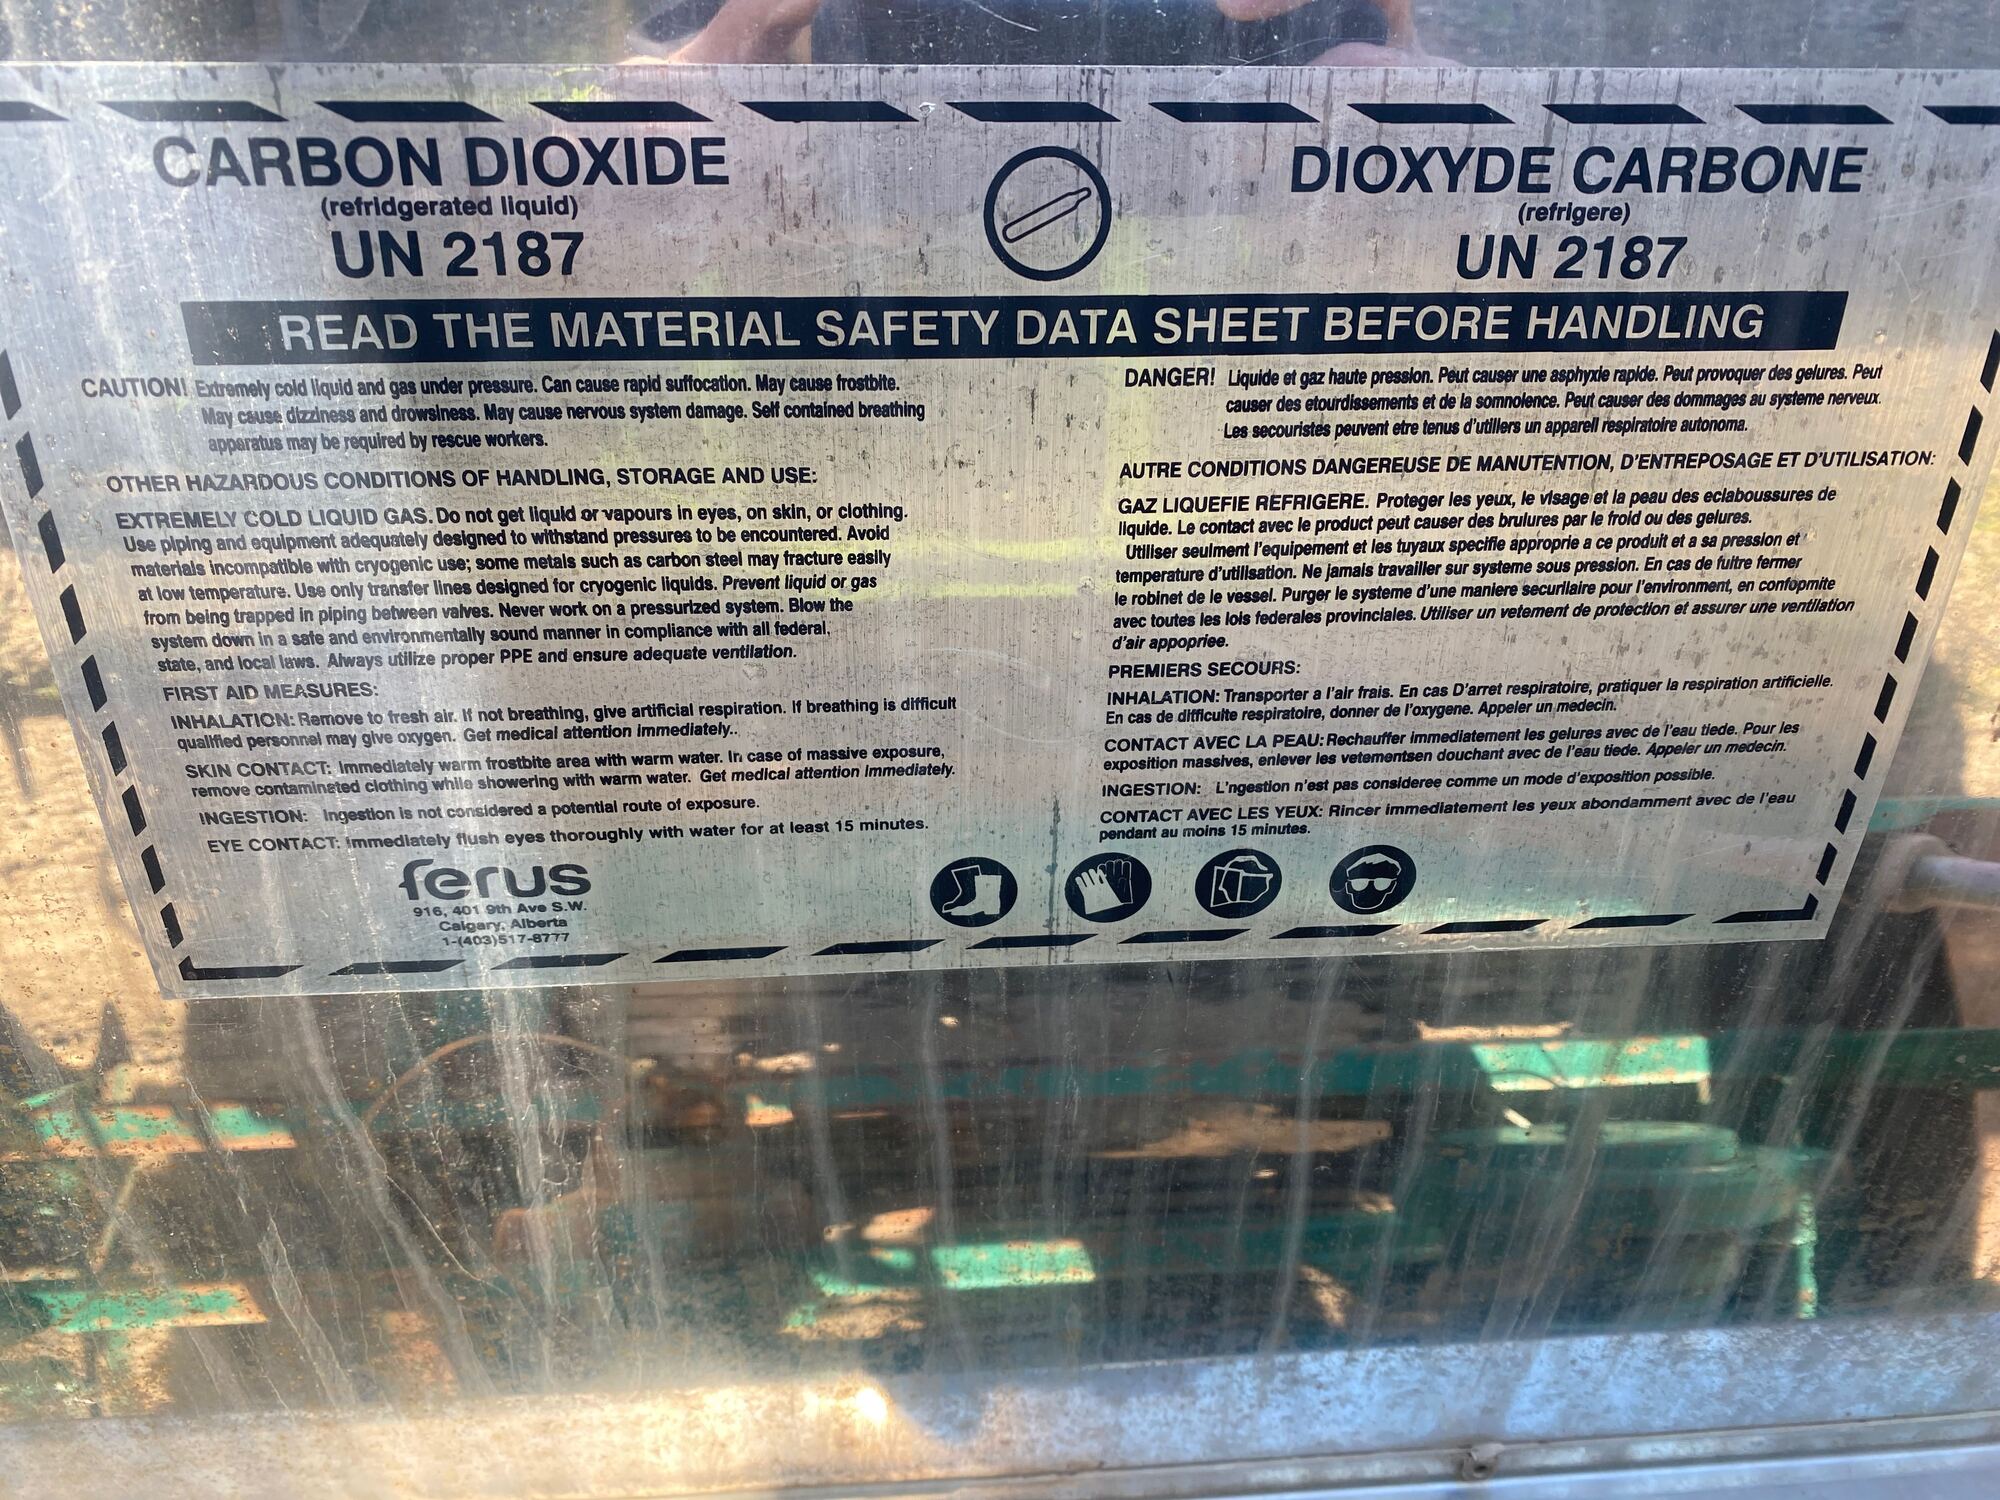 CARBON DIOXIDE
(refridgerated liquid)
UN 2187
DIOXYDE CARBONE
(refrigere)
UN 2187
READ THE MATERIAL SAFETY DATA SHEET BEFORE HANDLING
CAUTION! Extremely cold liquid and gas under pressure. Can cause rapid suffocation. May cause frostbite.
May cause dizziness and drowsiness. May cause nervous system damage. Self contained breathing
apparatus may be required by rescue workers.
OTHER HAZARDOUS CONDITIONS OF HANDLING, STORAGE AND USE:
EXTREMELY COLD LIQUID GAS. Do not get liquid or vapours in eyes, on skin, or clothing.
Use piping and equipment adequately designed to withstand pressures to be encountered. Avoid
materials incompatible with cryogenic use; some metals such as carbon steel may fracture easily
at low temperature. Use only transfer lines designed for cryogenic liquids. Prevent liquid or gas
from being trapped in piping between valves. Never work on a pressurized system. Blow the
system down in a safe and environmentally sound manner in compliance with all federal,
state, and local laws. Always utilize proper PPE and ensure adequate ventilation.
FIRST AID MEASURES:
INHALATION: Remove to fresh air. If not breathing, give artificial respiration. If breathing is difficult
qualified personnel may give oxygen. Get medical attention immediately..
SKIN CONTACT: Immediately warm frostbite area with warm water. In case of massive exposure,
remove contaminated clothing while showering with warm water. Get medical attention immediately.
INGESTION: Ingestion is not considered a potential route of exposure.
EYE CONTACT: Immediately flush eyes thoroughly with water for at least 15 minutes.
DANGER! Liquide et gaz haute pression. Peut causer une asphyxie rapide. Peut provoquer des gelures. Peut
causer des etourdissements et de la somnolence. Peut causer des dommages au systeme nerveux.
Les secouristes peuvent etre tenus d'utillers un appareil respiratoire autonoma.
AUTRE CONDITIONS DANGEREUSE DE MANUTENTION, D'ENTREPOSAGE ET D'UTILISATION:
GAZ LIQUEFIE REFRIGERE. Proteger les yeux, le visage et la peau des eclaboussures de
liquide. Le contact avec le product peut causer des brulures par le froid ou des gelures.
Utiliser seulment l'equipement et les tuyaux specifie approprie a ce produit et a sa pression et
temperature d'utilisation. Ne jamais travailler sur systeme sous pression. En cas de fuitre fermer
le robinet de le vessel. Purger le systeme d'une maniere securilaire pour l'environment, en confopmite
avec toutes les lois federales provinciales. Utiliser un vetement de protection et assurer une ventilation
d'air appopriee.
PREMIERS SECOURS:
INHALATION: Transporter a l'air frais. En cas D'arret respiratoire, pratiquer la respiration artificielle.
En cas de difficulte respiratoire, donner de l'oxygene. Appeler un medecin.
CONTACT AVEC LA PEAU: Rechauffer immediatement les gelures avec de l'eau tiede. Pour les
exposition massives, enlever les vetementsen douchant avec de l'eau tiede. Appeler un medecin.
INGESTION: L'ngestion n'est pas consideree comme un mode d'exposition possible.
CONTACT AVEC LES YEUX: Rincer immediatement les yeux abondamment avec de l'eau
pendant au moins 15 minutes.
ferus
916, 401 9th Ave S.W.
Calgary, Alberta
1-(403)517-8777